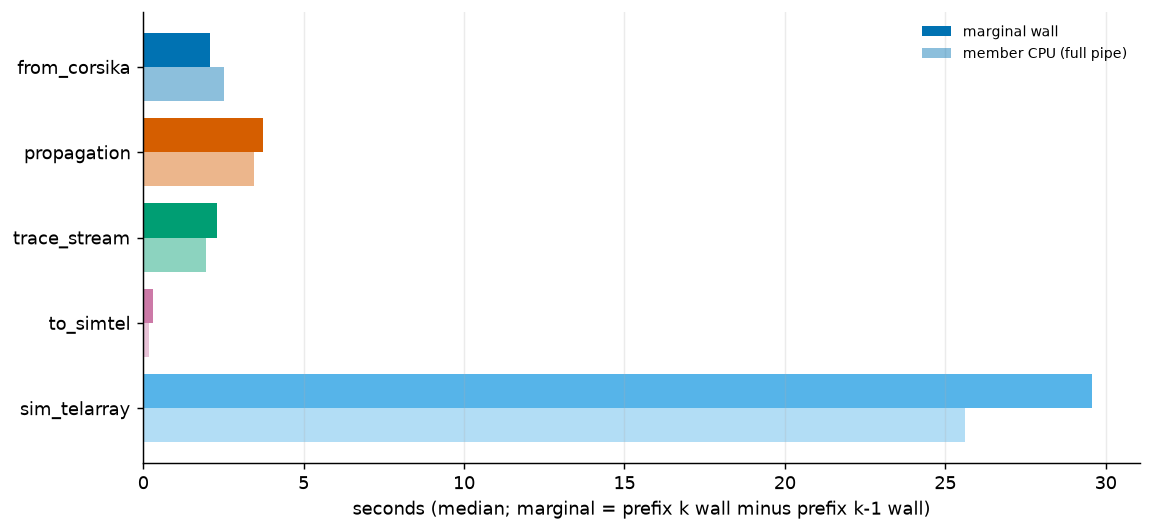 marginal wall
member CPU (full pipe)
from_corsika
propagation
trace_stream
to_simtel
sim_telarray
0 5 10 15 20 25 30
seconds (median; marginal = prefix k wall minus prefix k-1 wall)